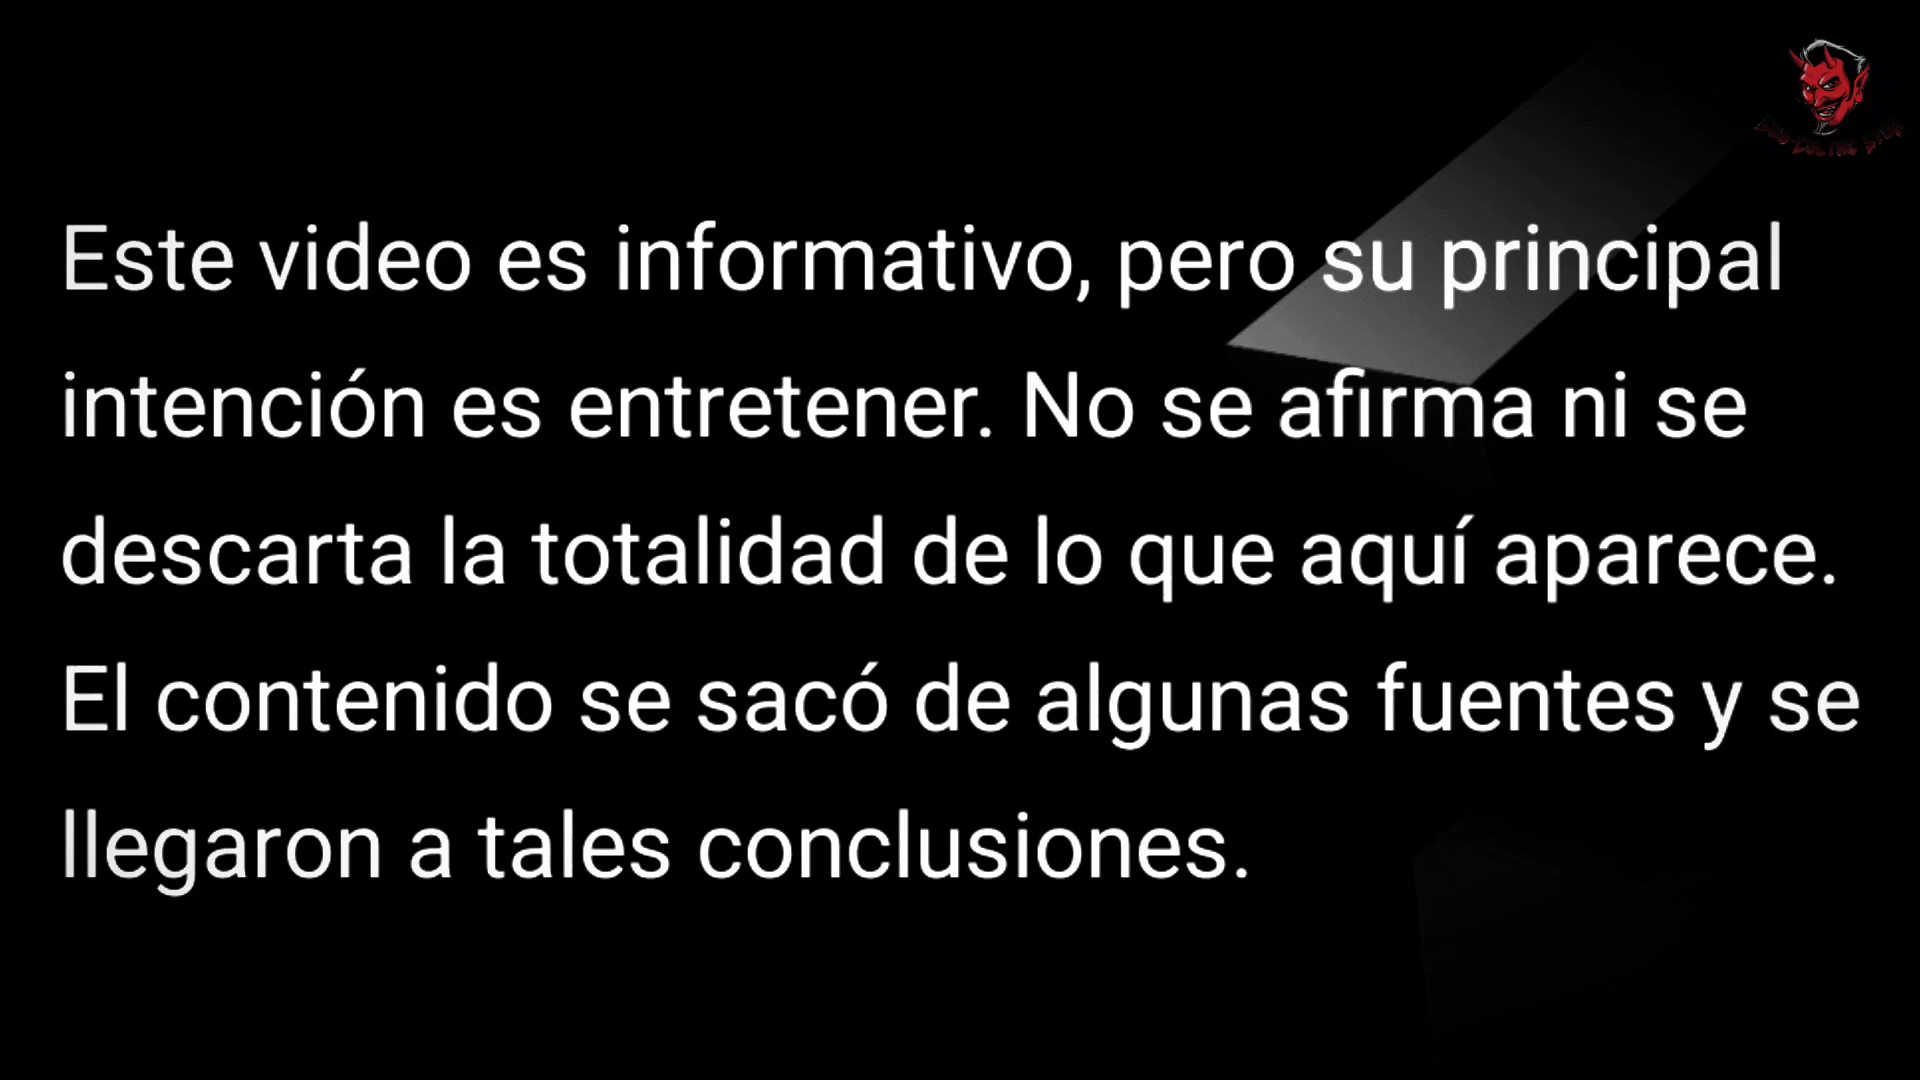 Este video es informativo, pero su principal
intención es entretener. No se afirma ni se
descarta la totalidad de lo que aquí aparece.
El contenido se sacó de algunas fuentes y se
llegaron a tales conclusiones.